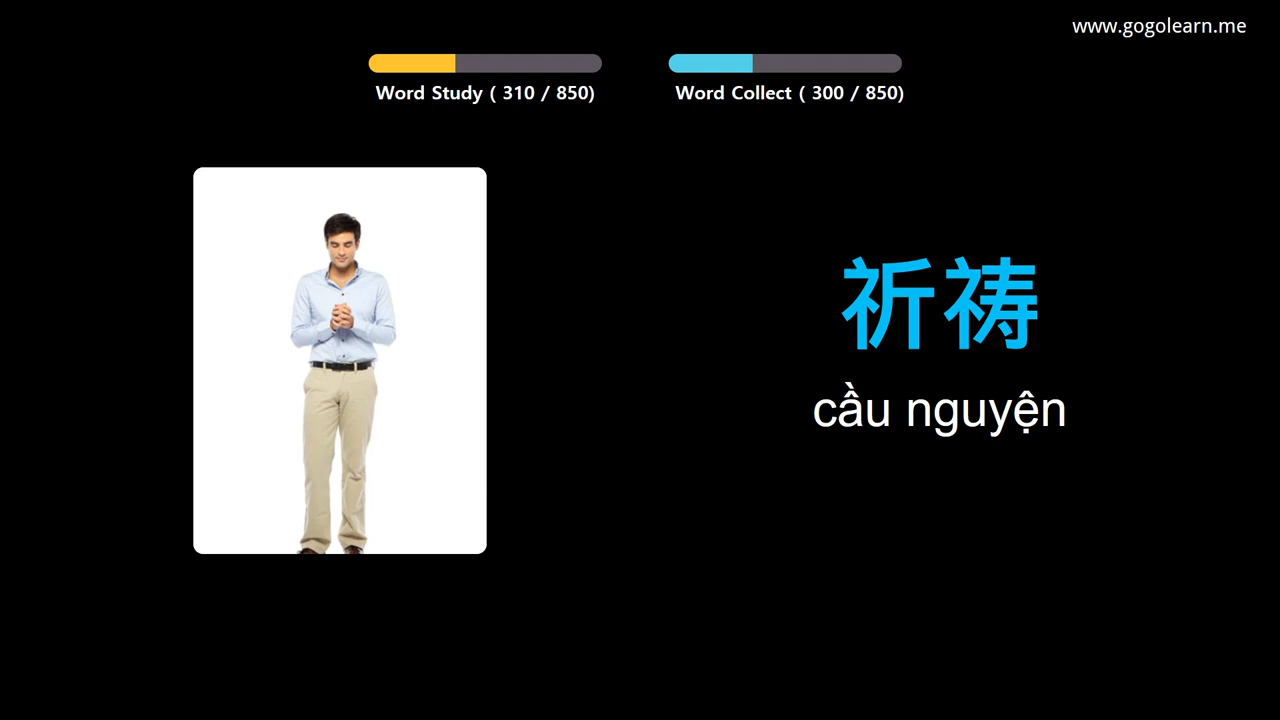 www.gogolearn.me
Word Study ( 310 / 850)
Word Collect ( 300 / 850)
祈祷
cầu nguyện